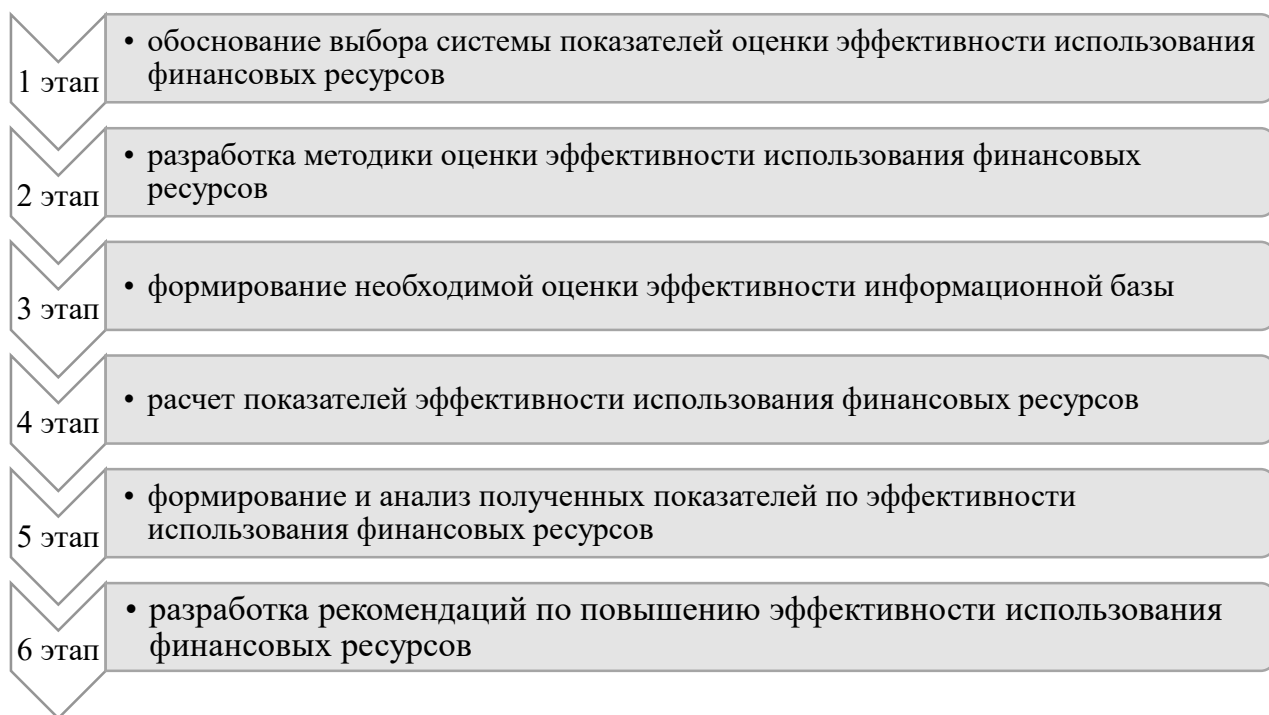 1 этап
• обоснование выбора системы показателей оценки эффективности использования
финансовых ресурсов
2 этап
• разработка методики оценки эффективности использования финансовых
ресурсов
3 этап
• формирование необходимой оценки эффективности информационной базы
4 этап
• расчет показателей эффективности использования финансовых ресурсов
5 этап
• формирование и анализ полученных показателей по эффективности
использования финансовых ресурсов
6 этап
• разработка рекомендаций по повышению эффективности использования
финансовых ресурсов